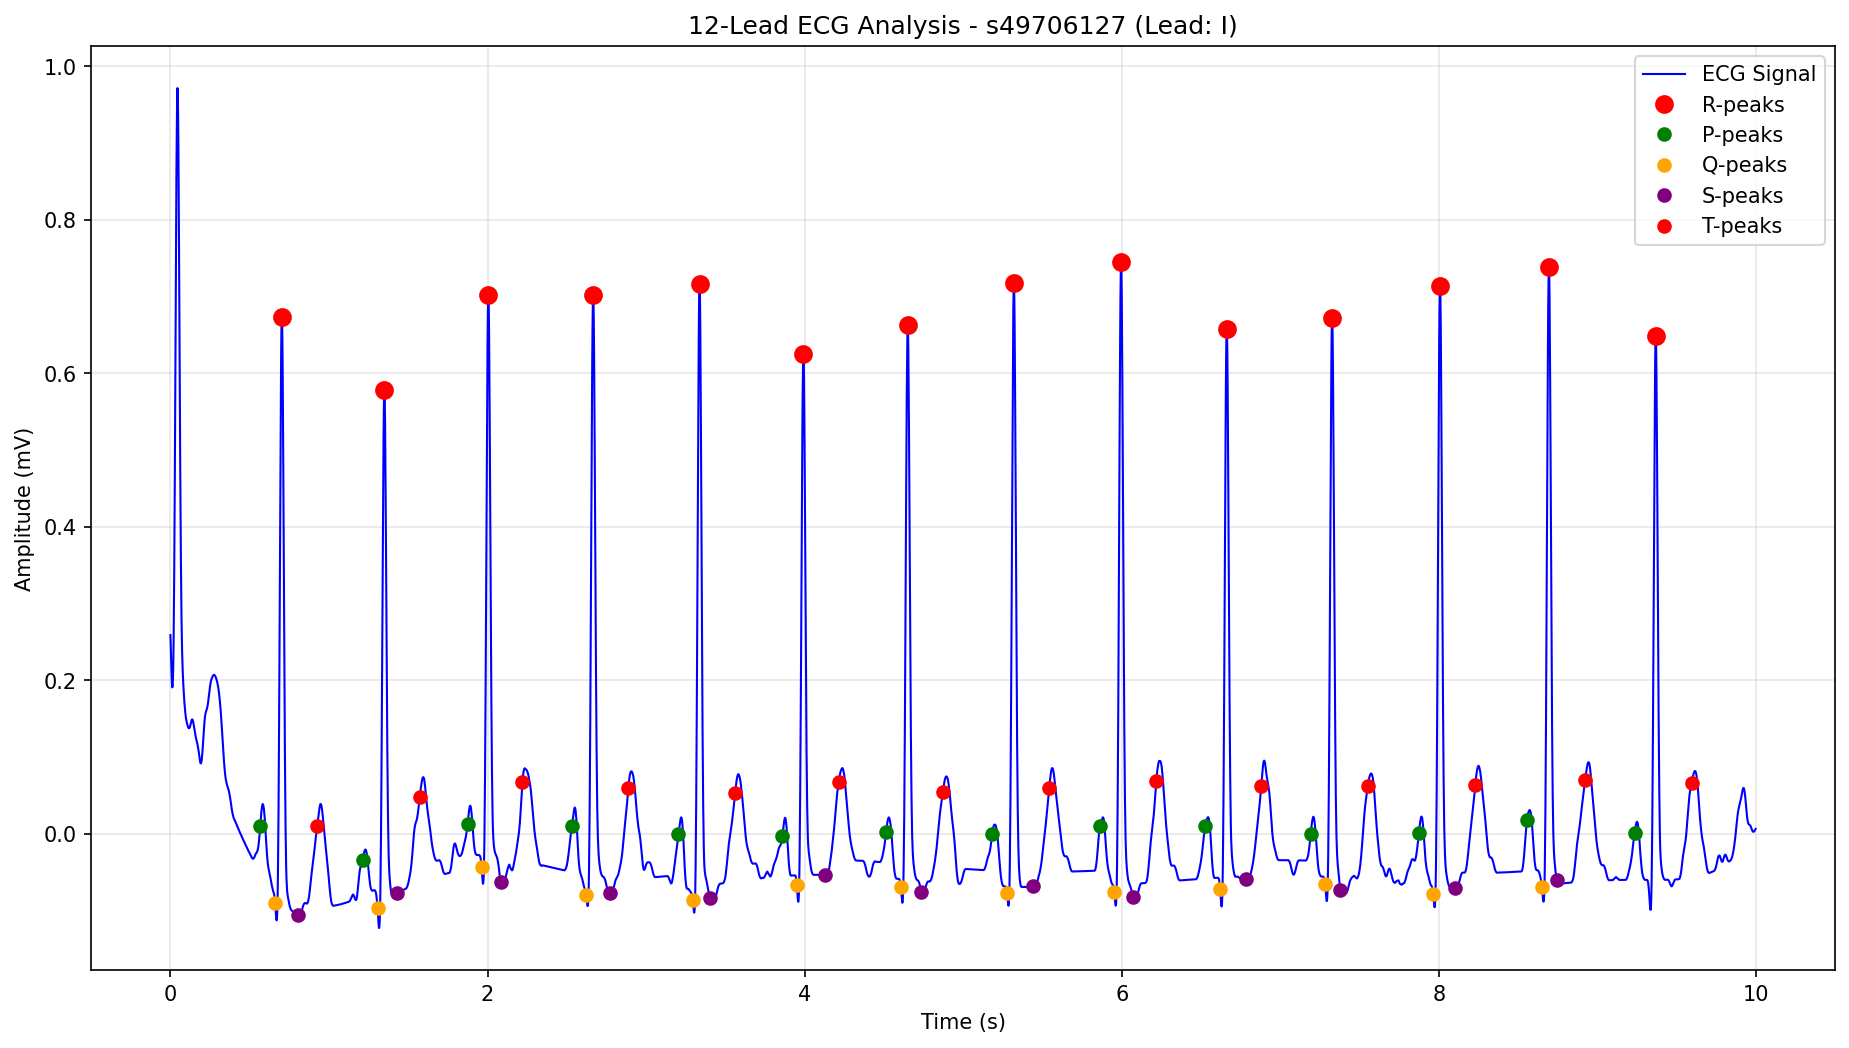 12-Lead ECG Analysis - s49706127 (Lead: I)
1.0
0.8
0.6
0.4
0.2
0.0
Amplitude (mV)
ECG Signal
R-peaks
P-peaks
Q-peaks
S-peaks
T-peaks
0 2 4 6 8 10
Time (s)